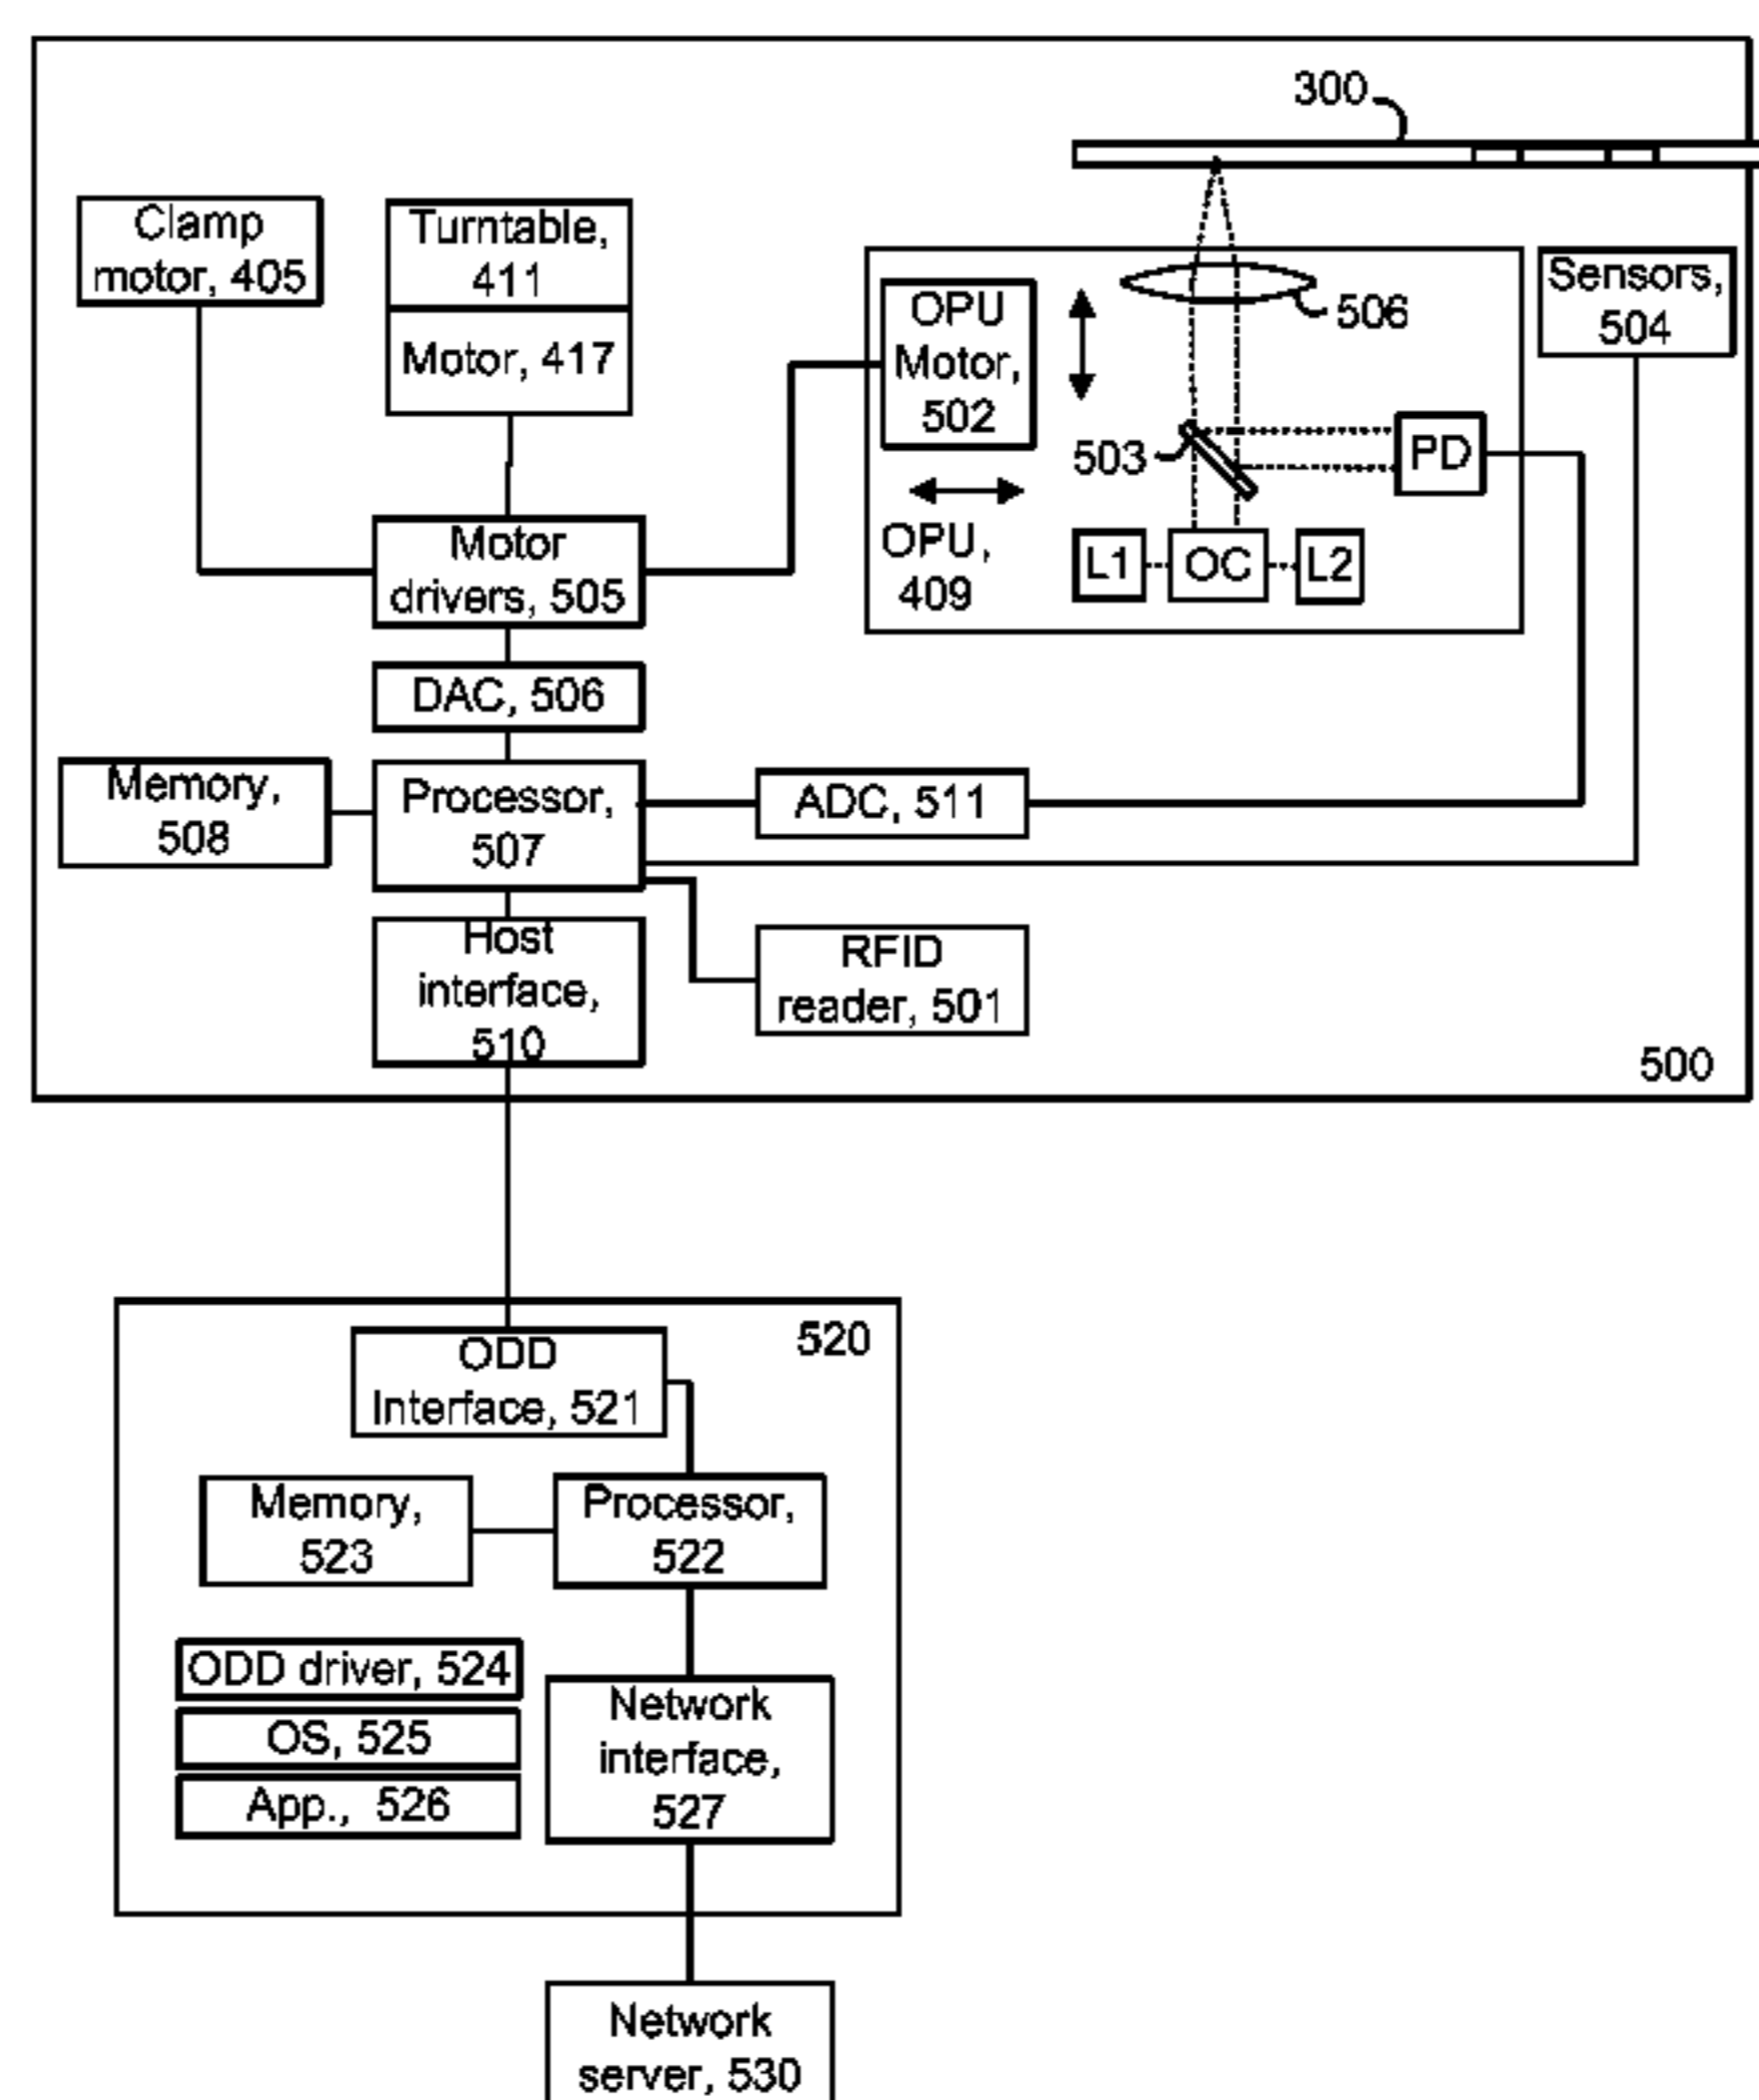 300
Clamp
motor, 405
Turntable,
411
Motor, 417
OPU
Motor,
502
506
Sensors,
504
503
PD
OPU,
409
L1
OC
L2
Motor
drivers, 505
DAC, 506
Memory,
508
Processor,
507
ADC, 511
Host
interface,
510
RFID
reader, 501
500
520
ODD
Interface, 521
Memory,
523
Processor,
522
ODD driver, 524
OS, 525
App., 526
Network
interface,
527
Network
server, 530